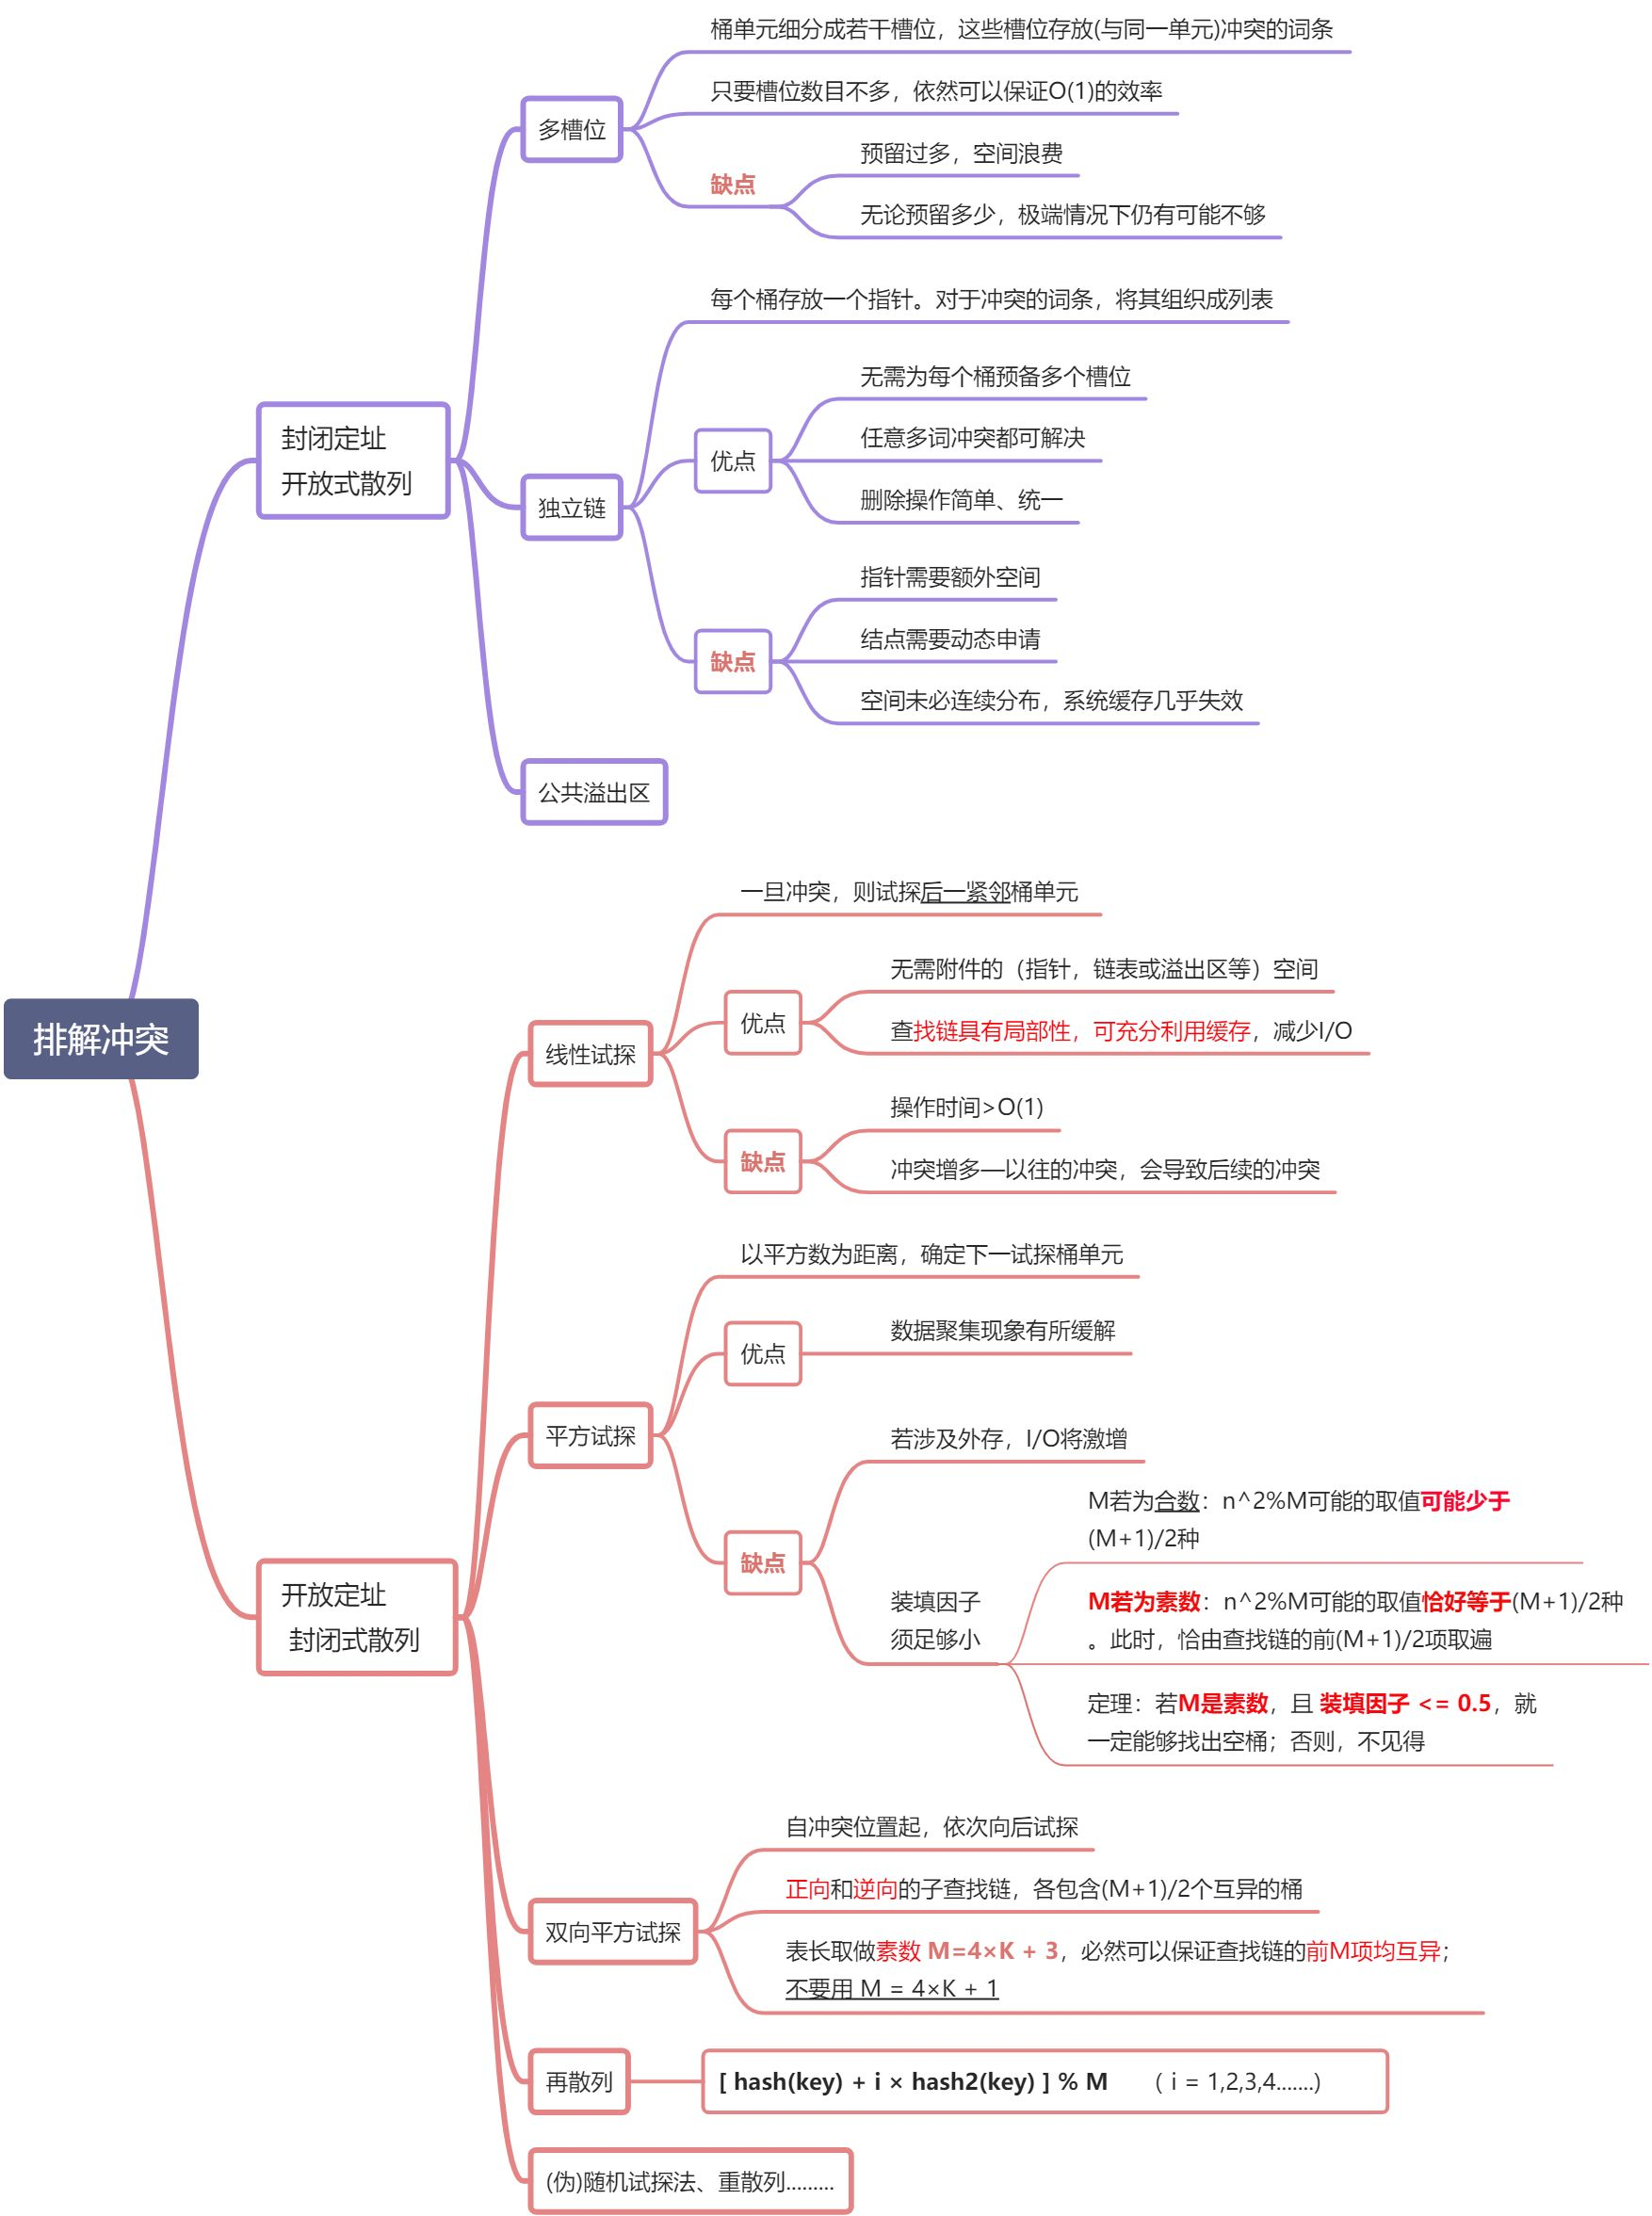 排解冲突
封闭定址
开放式散列
多槽位
桶单元细分成若干槽位，这些槽位存放(与同一单元)冲突的词条
只要槽位数目不多，依然可以保证O(1)的效率
缺点
预留过多，空间浪费
无论预留多少，极端情况下仍有可能不够
独立链
每个桶存放一个指针。对于冲突的词条，将其组织成列表
优点
无需为每个桶预备多个槽位
任意多词冲突都可解决
删除操作简单、统一
缺点
指针需要额外空间
结点需要动态申请
空间未必连续分布，系统缓存几乎失效
公共溢出区
开放定址
封闭式散列
线性试探
一旦冲突，则试探后一紧邻桶单元
优点
无需附件的（指针，链表或溢出区等）空间
查找链具有局部性，可充分利用缓存，减少I/O
缺点
操作时间>O(1)
冲突增多—以往的冲突，会导致后续的冲突
平方试探
以平方数为距离，确定下一试探桶单元
优点
数据聚集现象有所缓解
缺点
若涉及外存，I/O将激增
装填因子
须足够小
M若为合数：n^2%M可能的取值可能少于
(M+1)/2种
M若为素数：n^2%M可能的取值恰好等于(M+1)/2种
。此时，恰由查找链的前(M+1)/2项取遍
定理：若M是素数，且 装填因子 <= 0.5，就
一定能够找出空桶；否则，不见得
双向平方试探
自冲突位置起，依次向后试探
正向和逆向的子查找链，各包含(M+1)/2个互异的桶
表长取做素数 M=4×K + 3，必然可以保证查找链的前M项均互异；
不要用 M = 4×K + 1
再散列
[ hash(key) + i × hash2(key) ] % M （ i = 1,2,3,4.......）
(伪)随机试探法、重散列.........